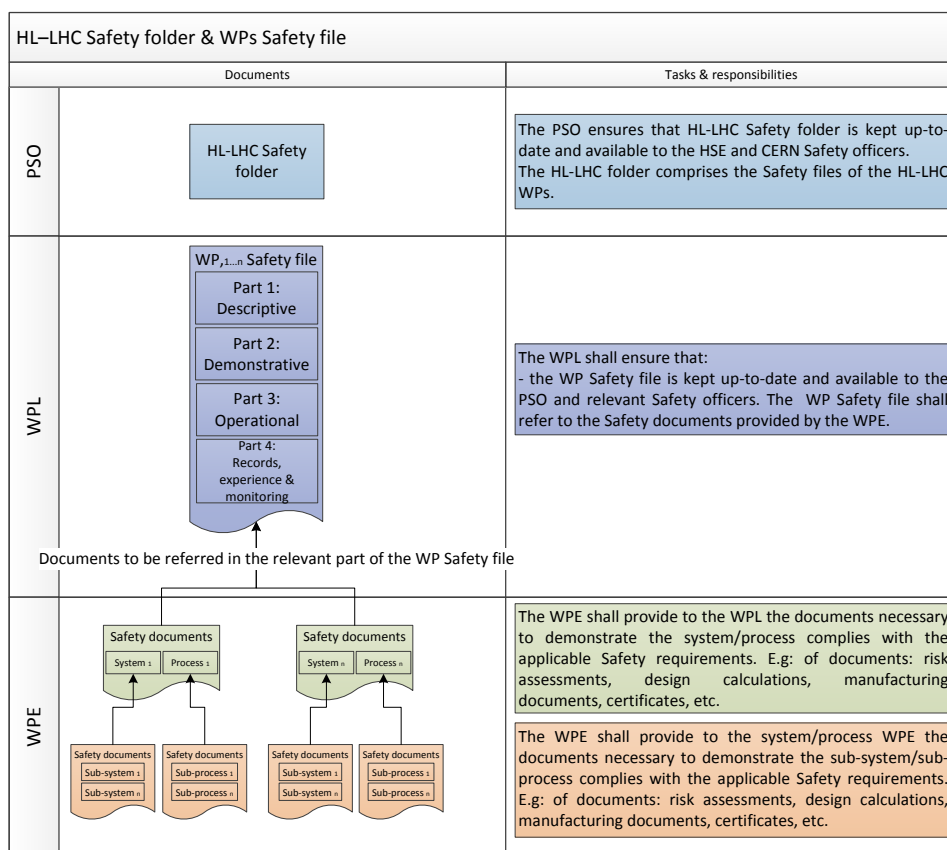 HL–LHC Safety folder & WPs Safety file
Documents
Tasks & responsibilities
PSO
HL-LHC Safety
folder
The PSO ensures that HL-LHC Safety folder is kept up-to-
date and available to the HSE and CERN Safety officers.
The HL-LHC folder comprises the Safety files of the HL-LHC
WPs.
WPL
WP,1...n Safety file
Part 1:
Descriptive
Part 2:
Demonstrative
Part 3:
Operational
Part 4:
Records,
experience &
monitoring
The WPL shall ensure that:
- the WP Safety file is kept up-to-date and available to the
PSO and relevant Safety officers. The WP Safety file shall
refer to the Safety documents provided by the WPE.
Documents to be referred in the relevant part of the WP Safety file
WPE
Safety documents
System 1
Process 1
Safety documents
System n
Process n
Safety documents
Sub-system 1
Sub-system n
Safety documents
Sub-process 1
Sub-process n
Safety documents
Sub-system 1
Sub-system n
Safety documents
Sub-process 1
Sub-process n
The WPE shall provide to the WPL the documents necessary
to demonstrate the system/process complies with the
applicable Safety requirements. E.g: of documents: risk
assessments, design calculations, manufacturing
documents, certificates, etc.
The WPE shall provide to the system/process WPE the
documents necessary to demonstrate the sub-system/sub-
process complies with the applicable Safety requirements.
E.g: of documents: risk assessments, design calculations,
manufacturing documents, certificates, etc.